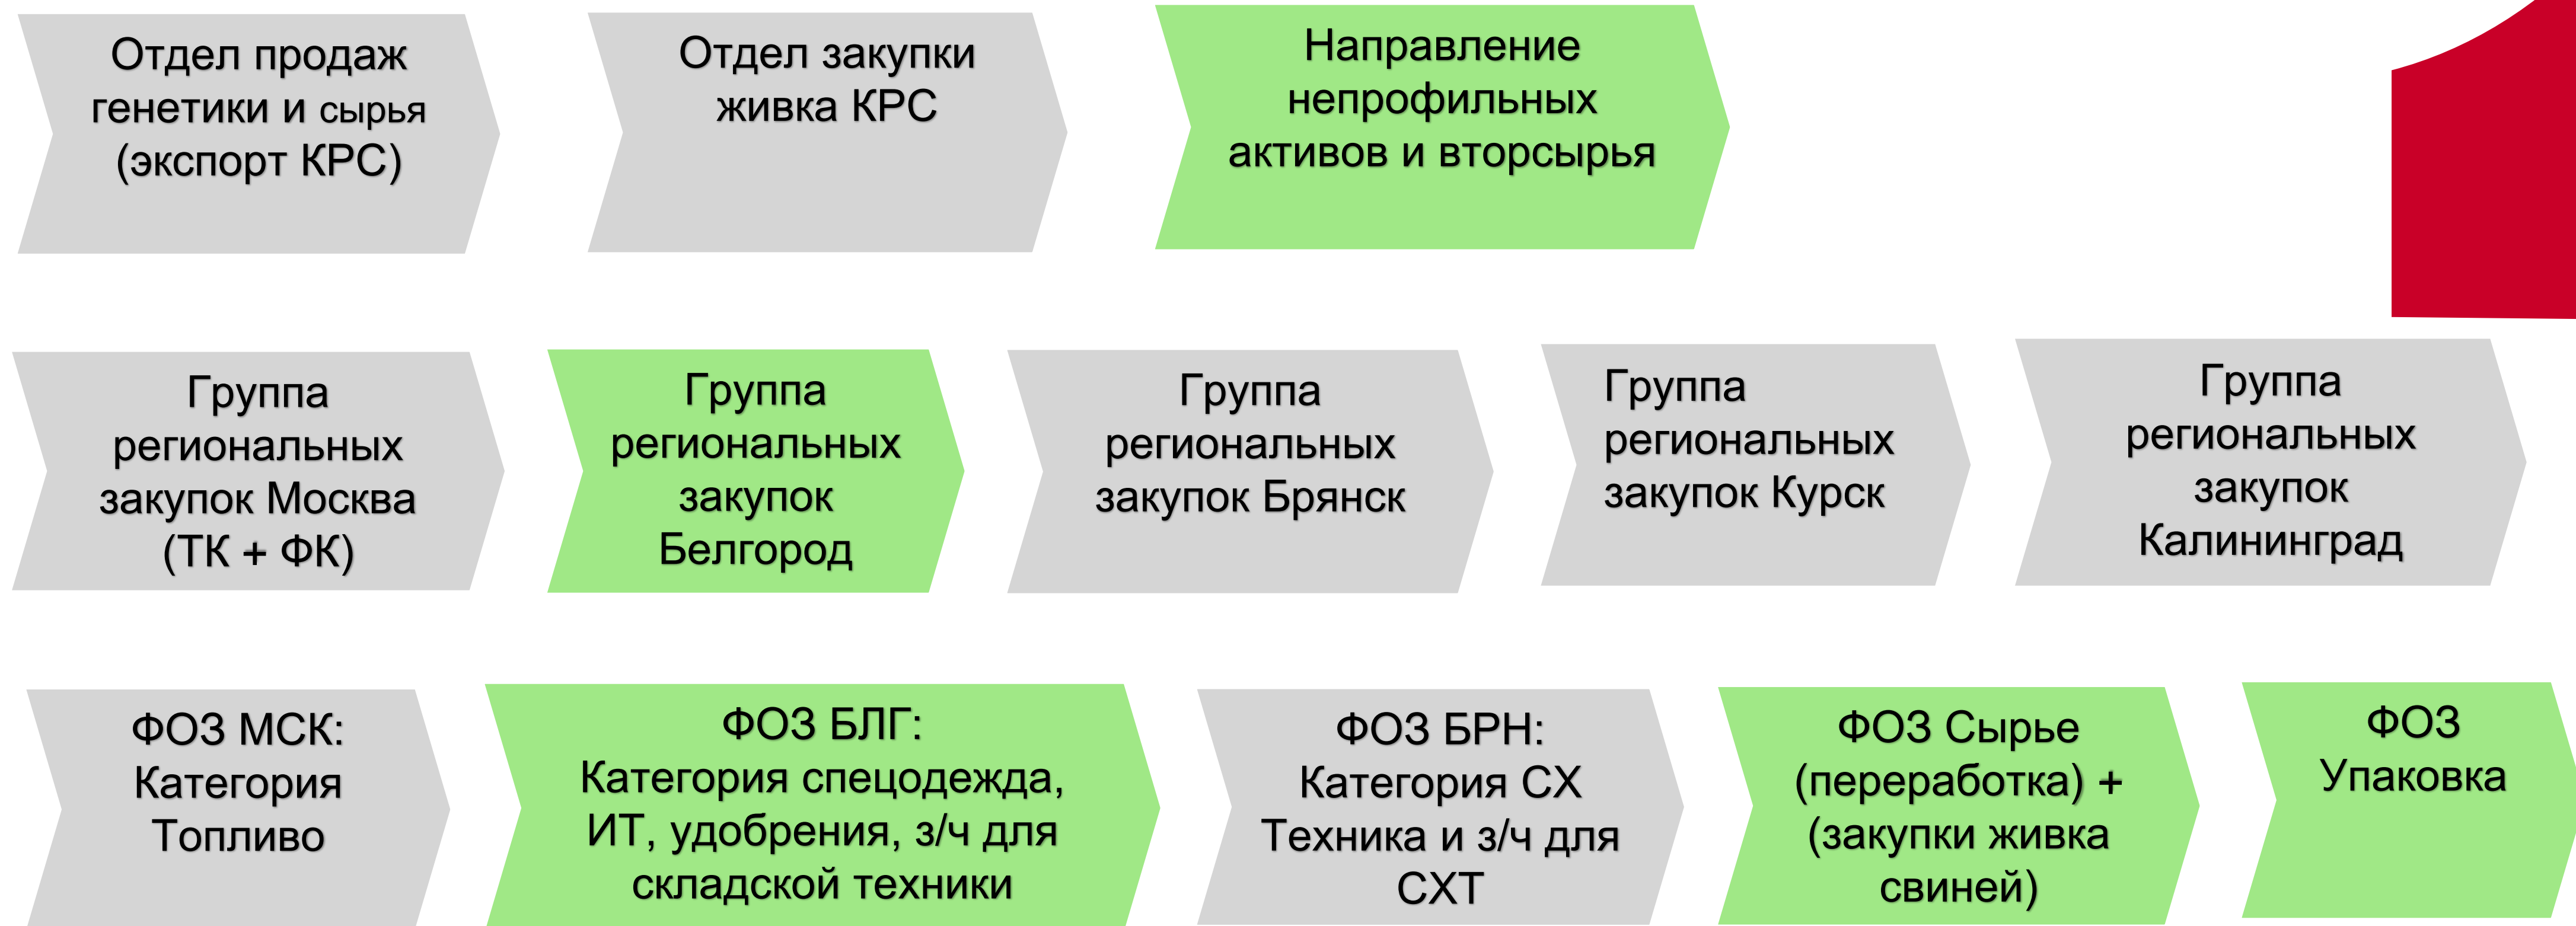 Отдел продаж
генетики и сырья
(экспорт КРС)
Отдел закупки
живка КРС
Направление
непрофильных
активов и вторсырья
Группа
региональных
закупок Москва
(ТК + ФК)
Группа
региональных
закупок
Белгород
Группа
региональных
закупок Брянск
Группа
региональных
закупок Курск
Группа
региональных
закупок
Калининград
ФОЗ МСК:
Категория
Топливо
ФОЗ БЛГ:
Категория спецодежда,
ИТ, удобрения, з/ч для
складской техники
ФОЗ БРН:
Категория СХ
Техника и з/ч для
СХТ
ФОЗ Сырье
(переработка) +
(закупки живка
свиней)
ФОЗ
Упаковка